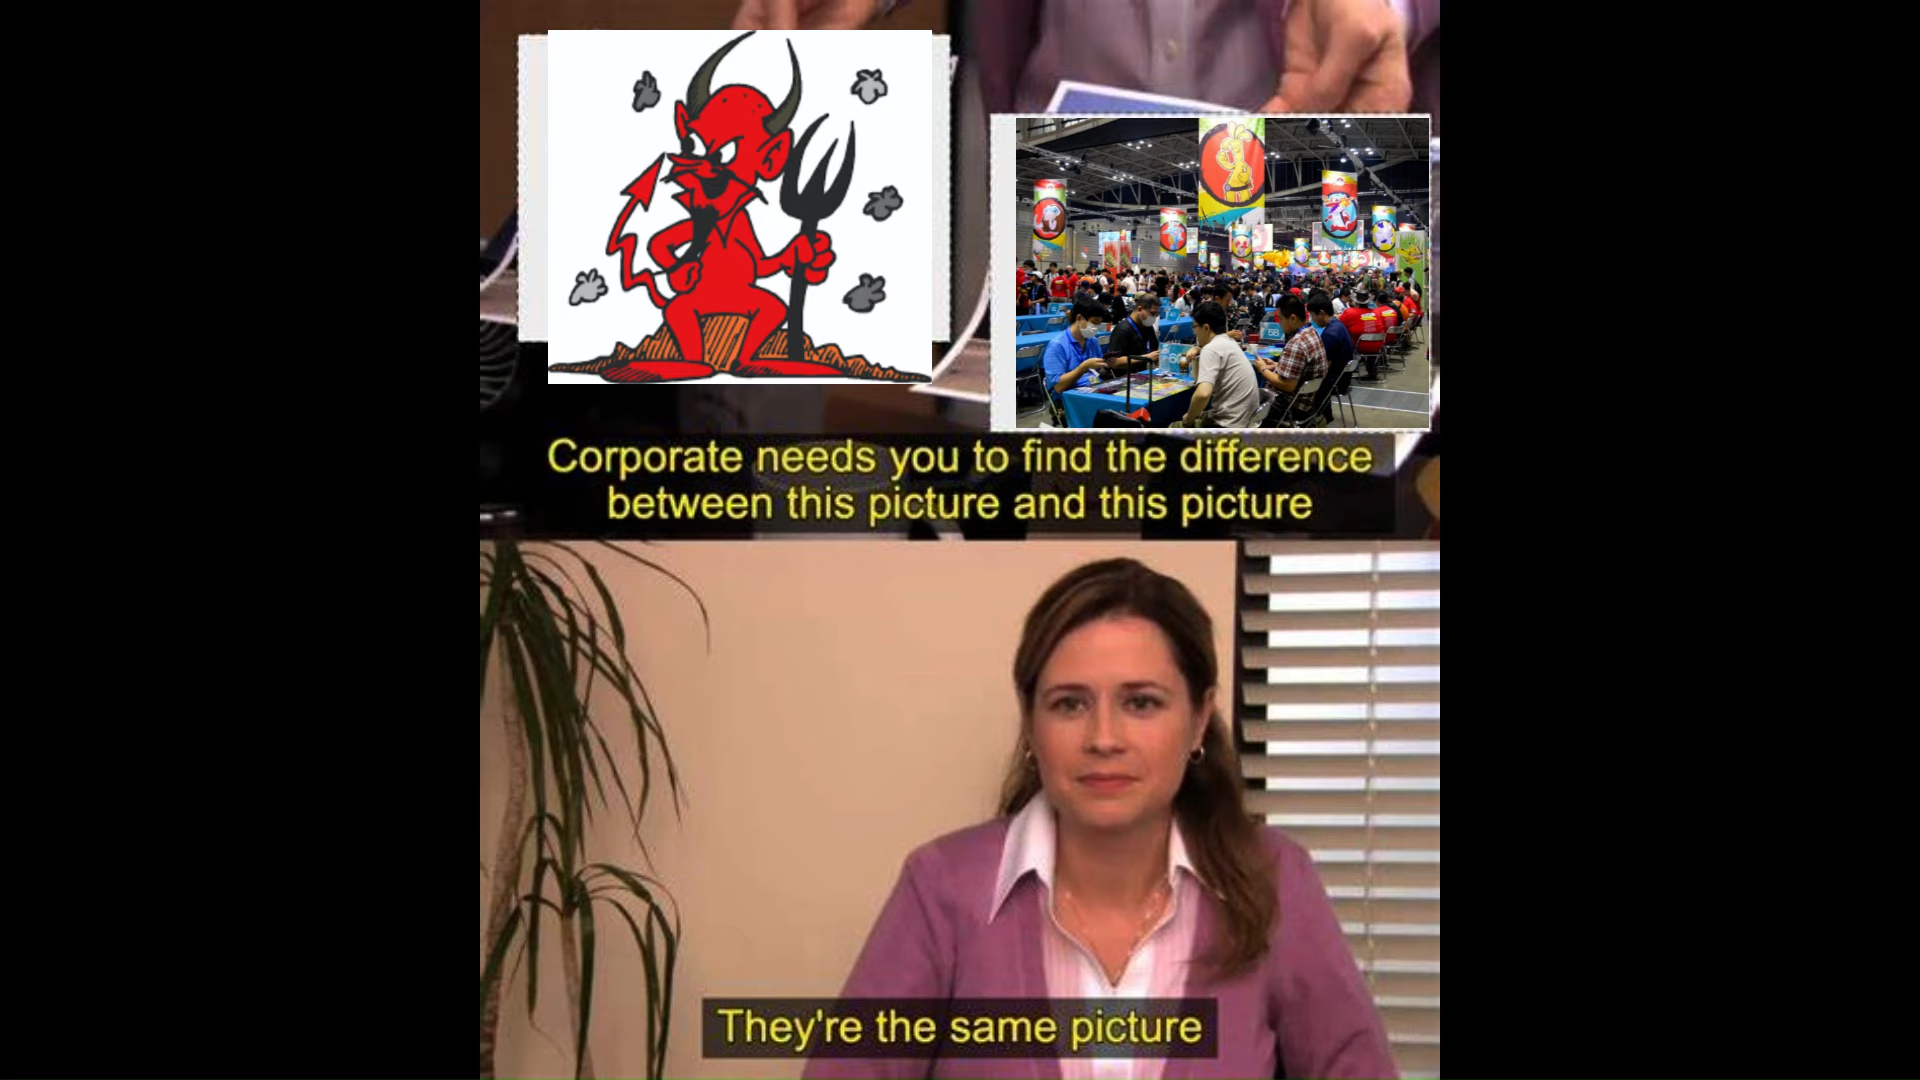 Corporate needs you to find the difference
between this picture and this picture
They're the same picture